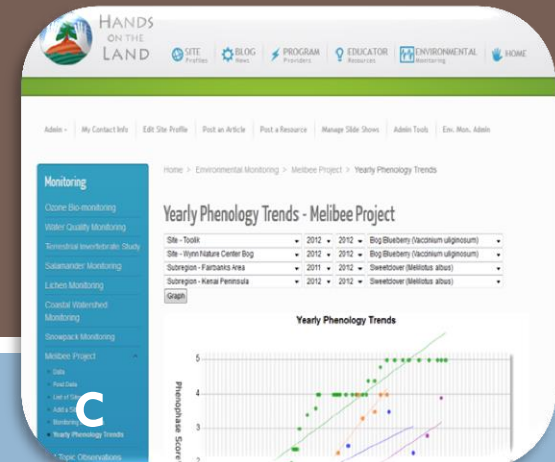 HANDS
ON THE
LAND
SITE
Profiles
BLOG
News
PROGRAM
Providers
EDUCATOR
Resources
ENVIRONMENTAL
Monitoring
HOME
Admin - My Contact Info Edit Site Profile Post an Article Post a Resource Manage Slide Shows Admin Tools Env. Mon. Admin
Home > Environmental Monitoring > Melibee Project > Yearly Phenology Trends
Monitoring
Ozone Bio-monitoring
Water Quality Monitoring
Terrestrial Invertebrate Study
Salamander Monitoring
Lichen Monitoring
Coastal Watershed
Monitoring
Snowpack Monitoring
Melibee Project
Data
Post Data
List of
Add a
Monitoring
Yearly Phenology Trends
Topic Observations
C
Yearly Phenology Trends - Melibee Project
Site - Toolik 2012 2012 Bog Blueberry (Vaccinium uliginosum)
Site - Wynn Nature Center Bog 2012 2012 Bog Blueberry (Vaccinium uliginosum)
Subregion - Fairbanks Area 2011 2012 Sweetclover (Melilotus albus)
Subregion - Kenai Peninsula 2012 2012 Sweetclover (Melilotus albus)
Graph
Yearly Phenology Trends
Phenophase Score
5
4
3
2